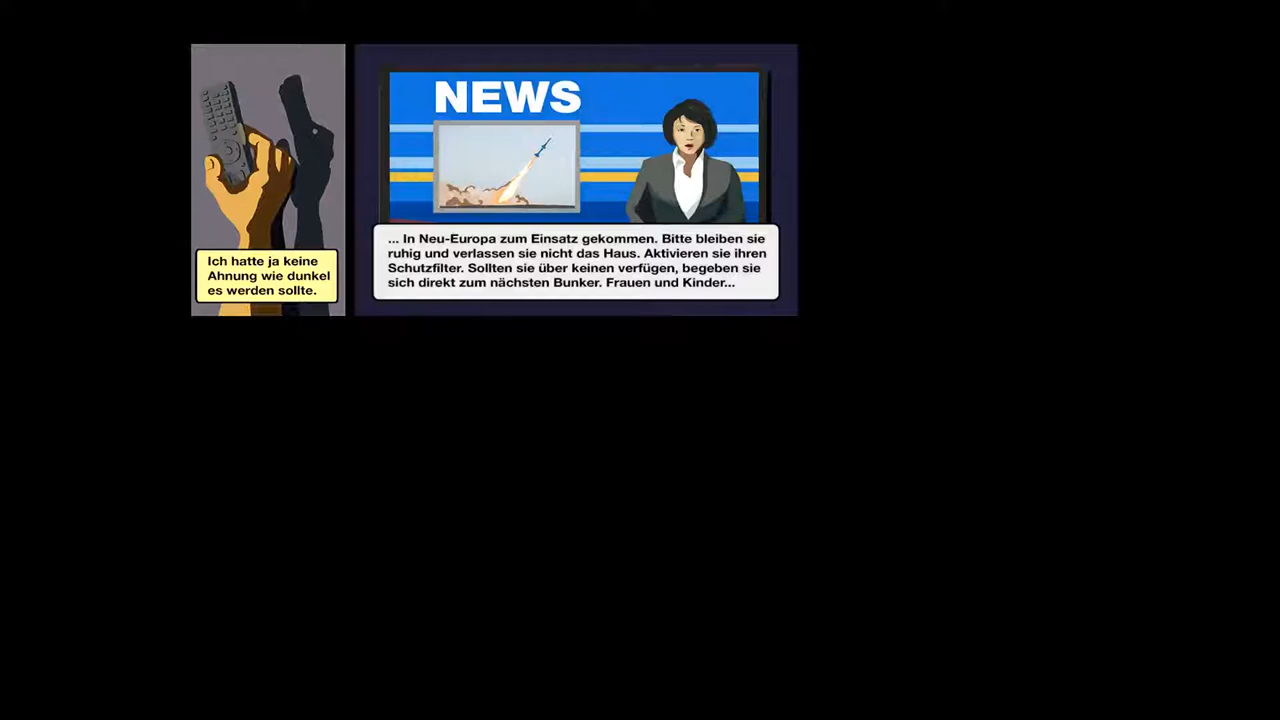 Ich hatte ja keine
Ahnung wie dunkel
es werden sollte.
NEWS
... In Neu-Europa zum Einsatz gekommen. Bitte bleiben sie
ruhig und verlassen sie nicht das Haus. Aktivieren sie ihren
Schutzfilter. Sollten sie über keinen verfügen, begeben sie
sich direkt zum nächsten Bunker. Frauen und Kinder...